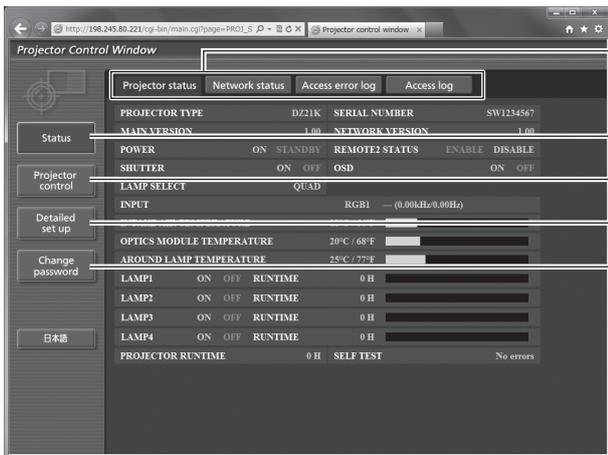 http://198.245.80.221/cgi-bin/main.cgi?page=PROJ_S
Projector control window
Projector Control Window
Projector status
Network status
Access error log
Access log
Status
Projector control
Detailed set up
Change password
日本語
PROJECTOR TYPE DZ21K SERIAL NUMBER SW1234567
MAIN VERSION 1.00 NETWORK VERSION 1.00
POWER ON STANDBY REMOTE2 STATUS ENABLE DISABLE
SHUTTER ON OFF OSD ON OFF
LAMP SELECT QUAD
INPUT RGB1 — (0.00kHz/0.00Hz)
OPTICS MODULE TEMPERATURE 20°C / 68°F
AROUND LAMP TEMPERATURE 25°C / 77°F
LAMP1 ON OFF RUNTIME 0 H
LAMP2 ON OFF RUNTIME 0 H
LAMP3 ON OFF RUNTIME 0 H
LAMP4 ON OFF RUNTIME 0 H
PROJECTOR RUNTIME 0 H SELF TEST No errors